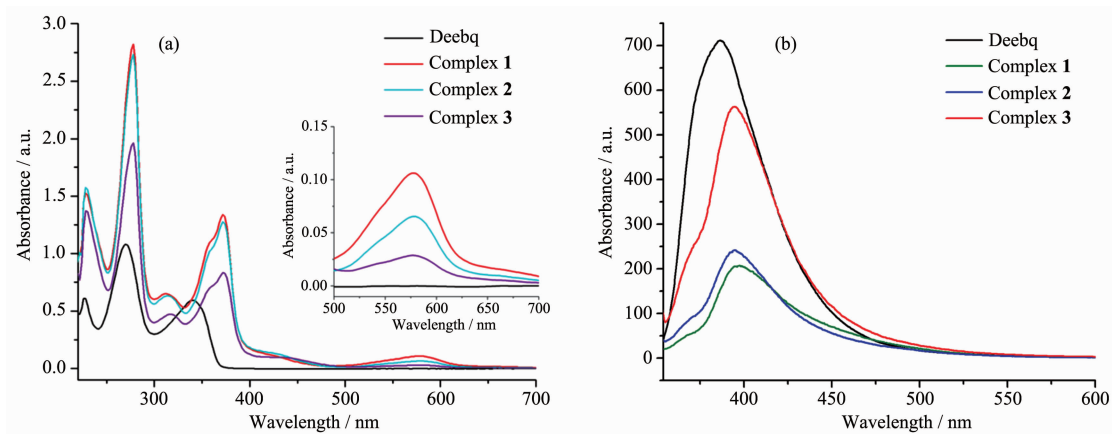 (a)
Deebq
Complex 1
Complex 2
Complex 3
Absorbance / a.u.
3.0
2.5
2.0
1.5
1.0
0.5
0.0
300
400
500
600
700
Wavelength / nm
Absorbance / a.u.
0.15
0.10
0.05
0.00
500
550
600
650
700
Wavelength / nm
(b)
Deebq
Complex 1
Complex 2
Complex 3
Absorbance / a.u.
700
600
500
400
300
200
100
0
400
450
500
550
600
Wavelength / nm